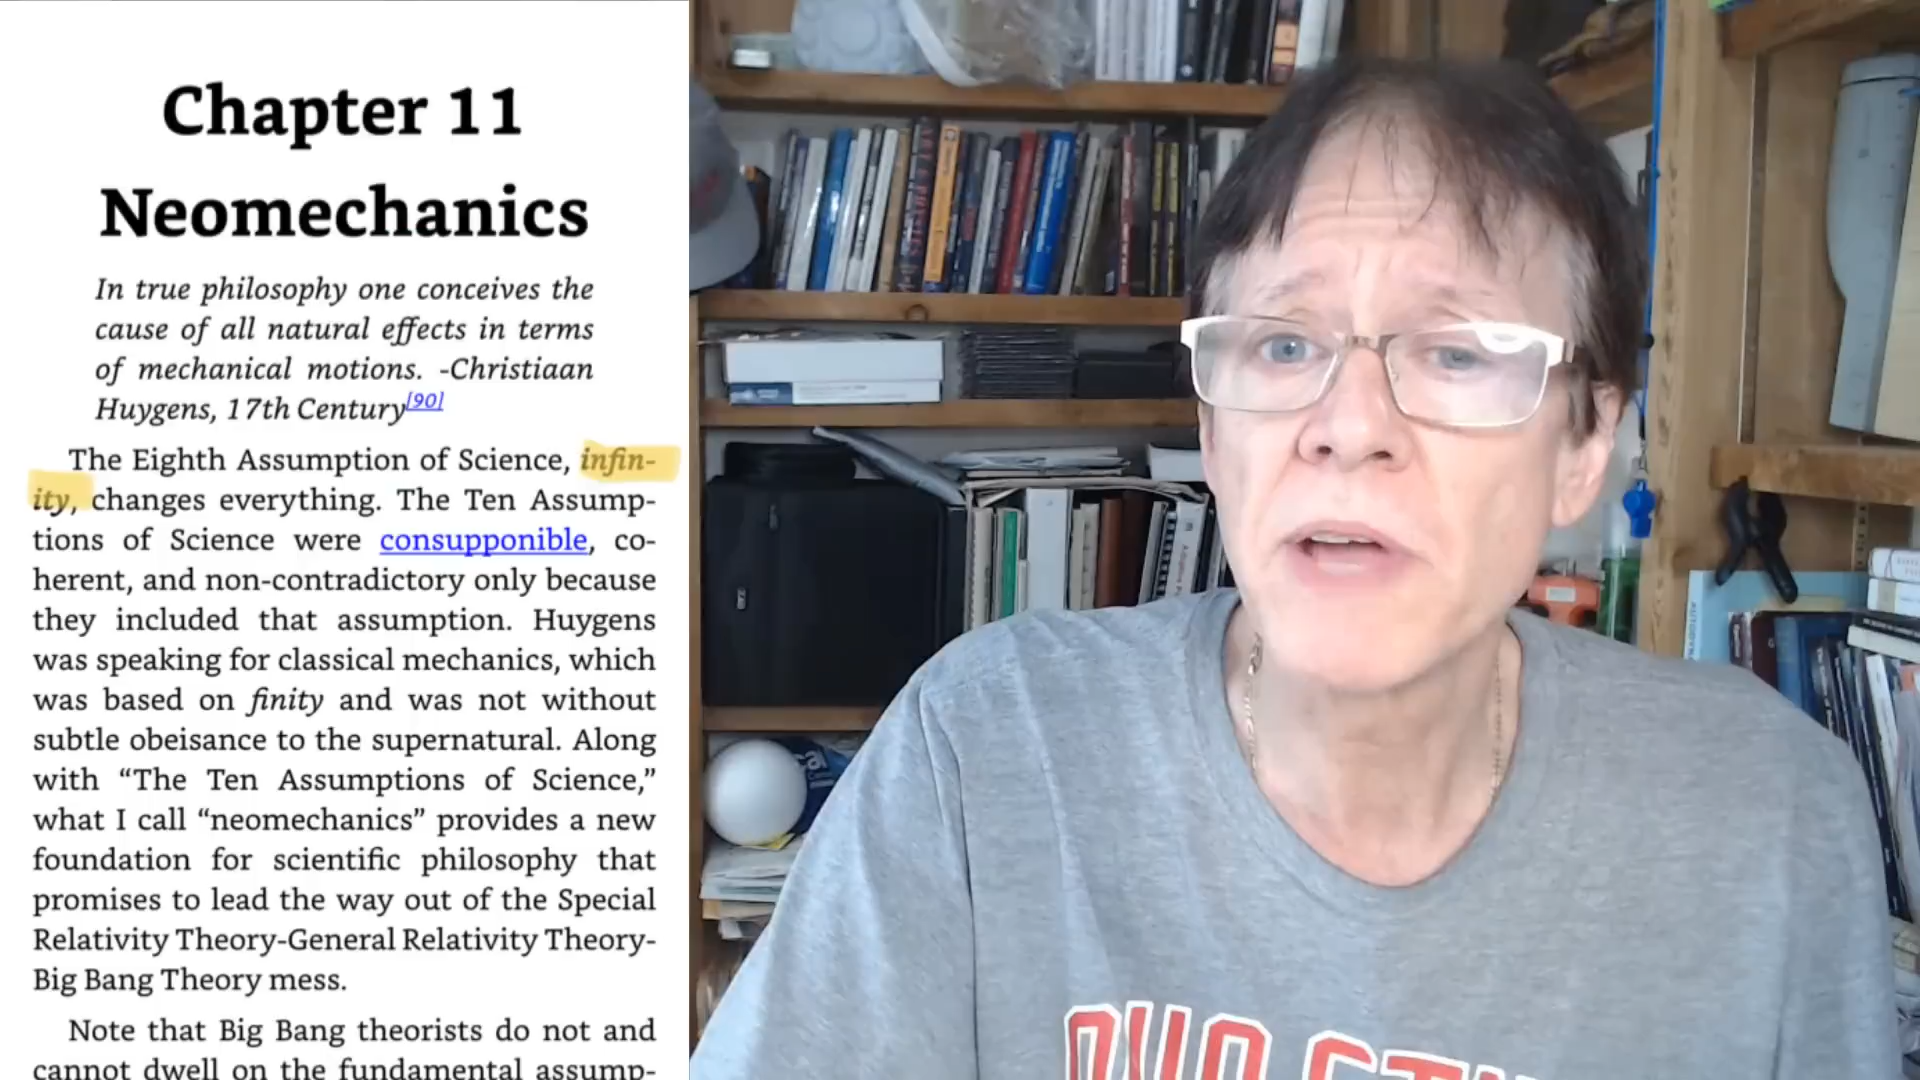 Chapter 11
Neomechanics
In true philosophy one conceives the
cause of all natural effects in terms
of mechanical motions. -Christiaan
Huygens, 17th Century[90]
The Eighth Assumption of Science, infin-
ity, changes everything. The Ten Assump-
tions of Science were consupponible, co-
herent, and non-contradictory only because
they included that assumption. Huygens
was speaking for classical mechanics, which
was based on finity and was not without
subtle obeisance to the supernatural. Along
with “The Ten Assumptions of Science,”
what I call “neomechanics” provides a new
foundation for scientific philosophy that
promises to lead the way out of the Special
Relativity Theory-General Relativity Theory-
Big Bang Theory mess.
Note that Big Bang theorists do not and
cannot dwell on the fundamental assump-